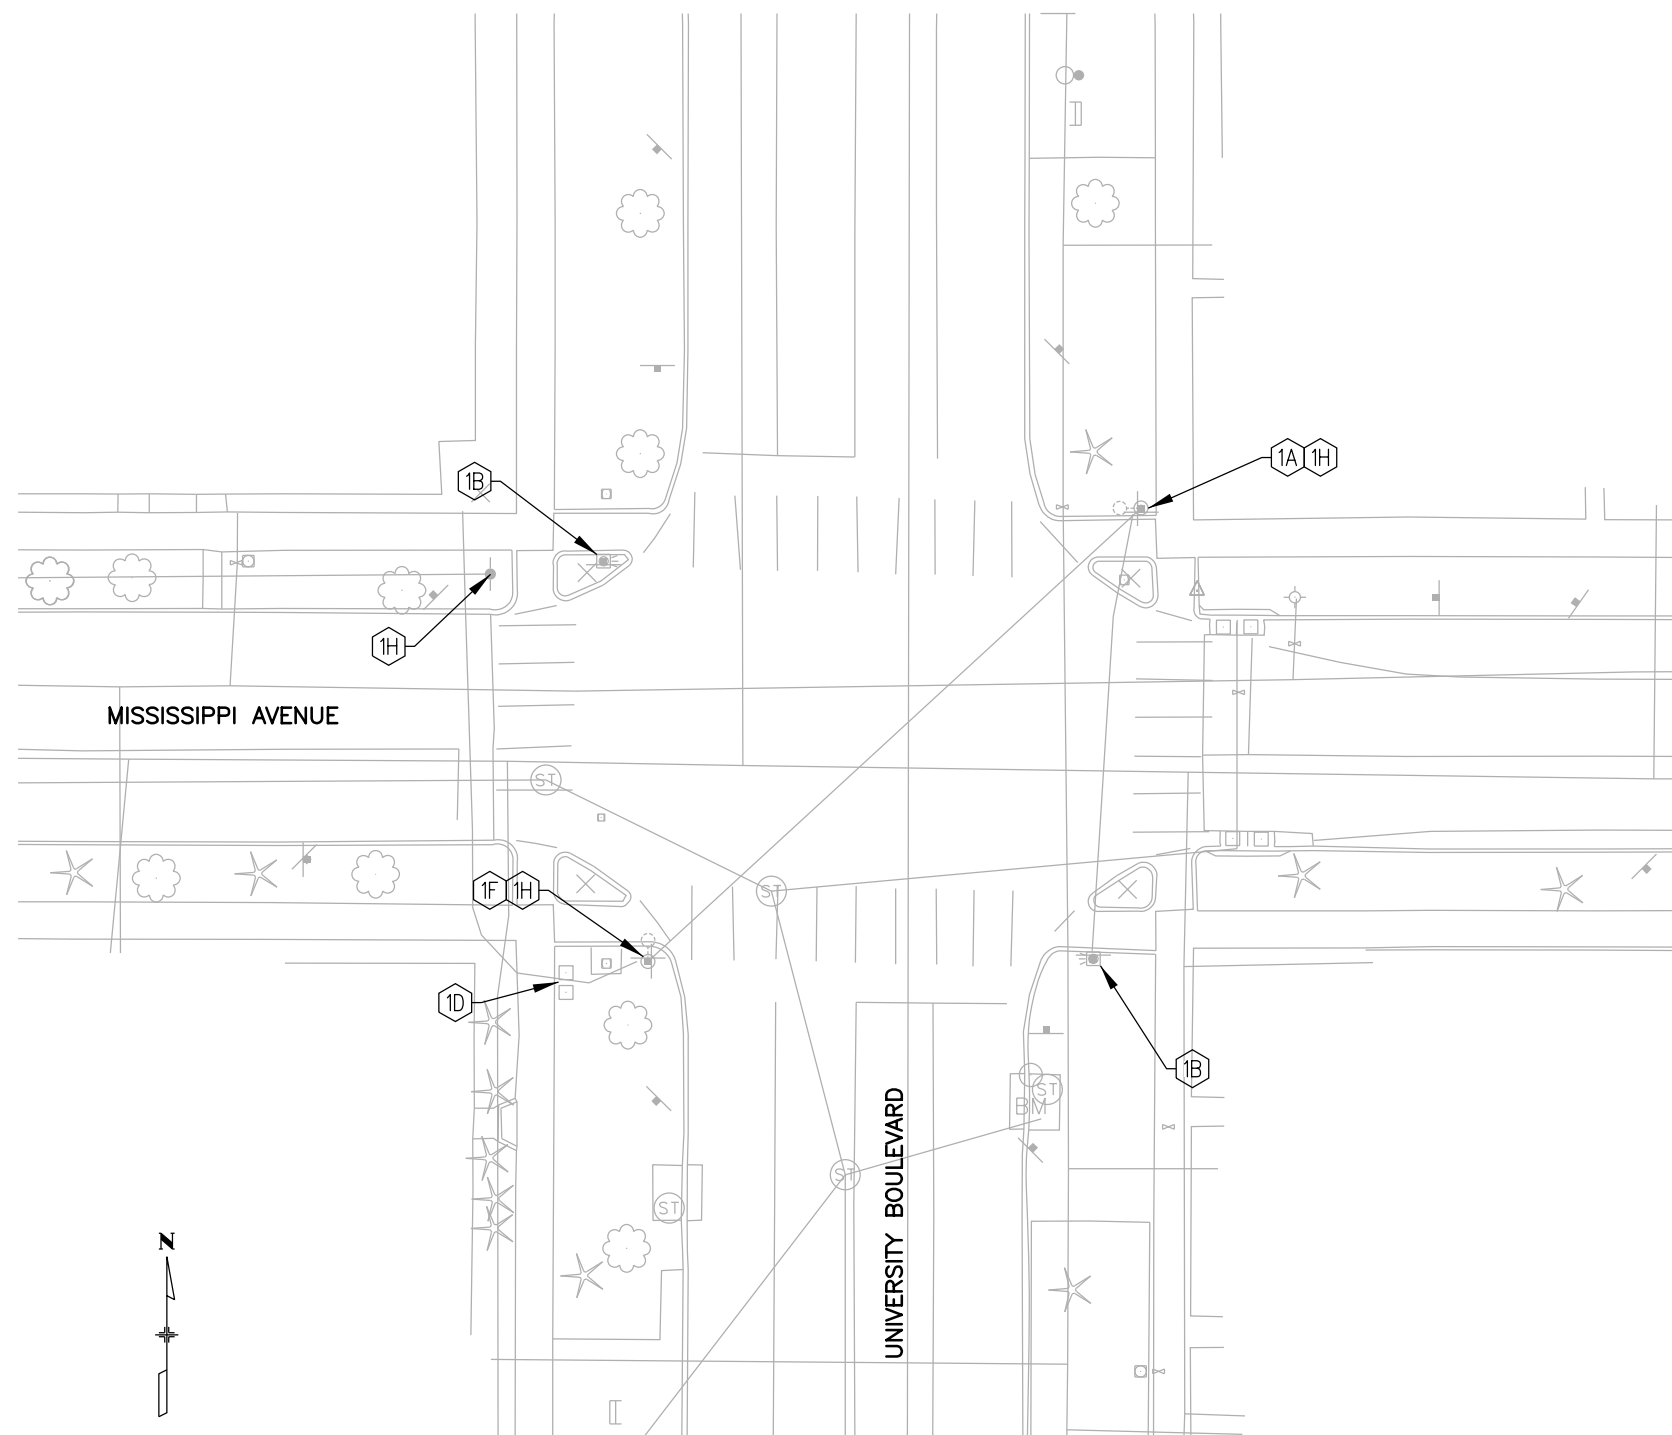 1A 1H
1B
1H
MISSISSIPPI AVENUE
ST
1F 1H
ST
1D
1B
ST
BM
UNIVERSITY BOULEVARD
ST
ST
N